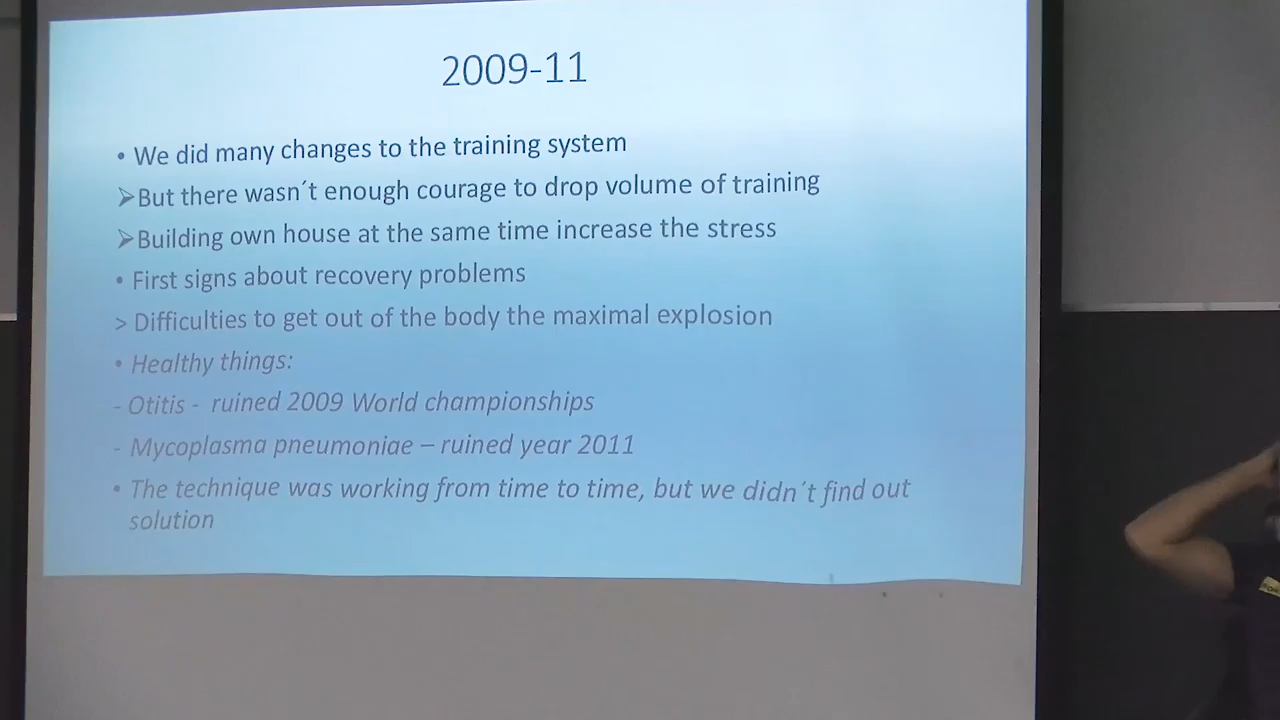 2009-11
• We did many changes to the training system
➢But there wasn´t enough courage to drop volume of training
➢Building own house at the same time increase the stress
• First signs about recovery problems
> Difficulties to get out of the body the maximal explosion
• Healthy things:
- Otitis - ruined 2009 World championships
- Mycoplasma pneumoniae – ruined year 2011
• The technique was working from time to time, but we didn´t find out
solution